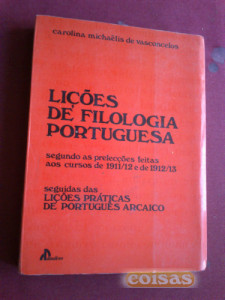 carolina michaëlis de vasconcelos
LIÇÕES
DE FILOLOGIA
PORTUGUESA
segundo as prelecções feitas
aos cursos de 1911/12 e de 1912/13
seguidas das
LIÇÕES PRÁTICAS
DE PORTUGUÊS ARCAICO
coisas